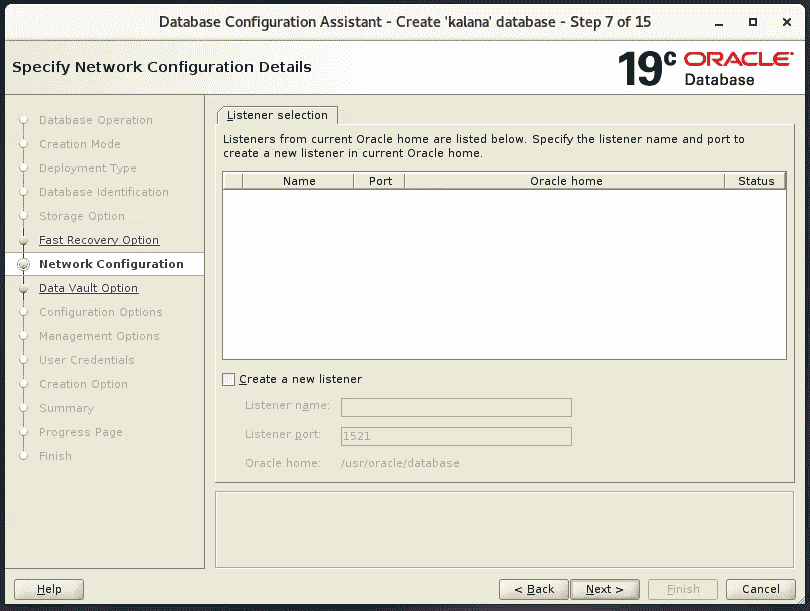 Database Configuration Assistant - Create 'kalana' database - Step 7 of 15
Specify Network Configuration Details
19c ORACLE
Database
Database Operation
Creation Mode
Deployment Type
Database Identification
Storage Option
Fast Recovery Option
Network Configuration
Data Vault Option
Configuration Options
Management Options
User Credentials
Creation Option
Summary
Progress Page
Finish
Listener selection
Listeners from current Oracle home are listed below. Specify the listener name and port to
create a new listener in current Oracle home.
Name Port Oracle home Status
Create a new listener
Listener name:
Listener port: 1521
Oracle home: /usr/oracle/database
Help < Back Next > Finish Cancel